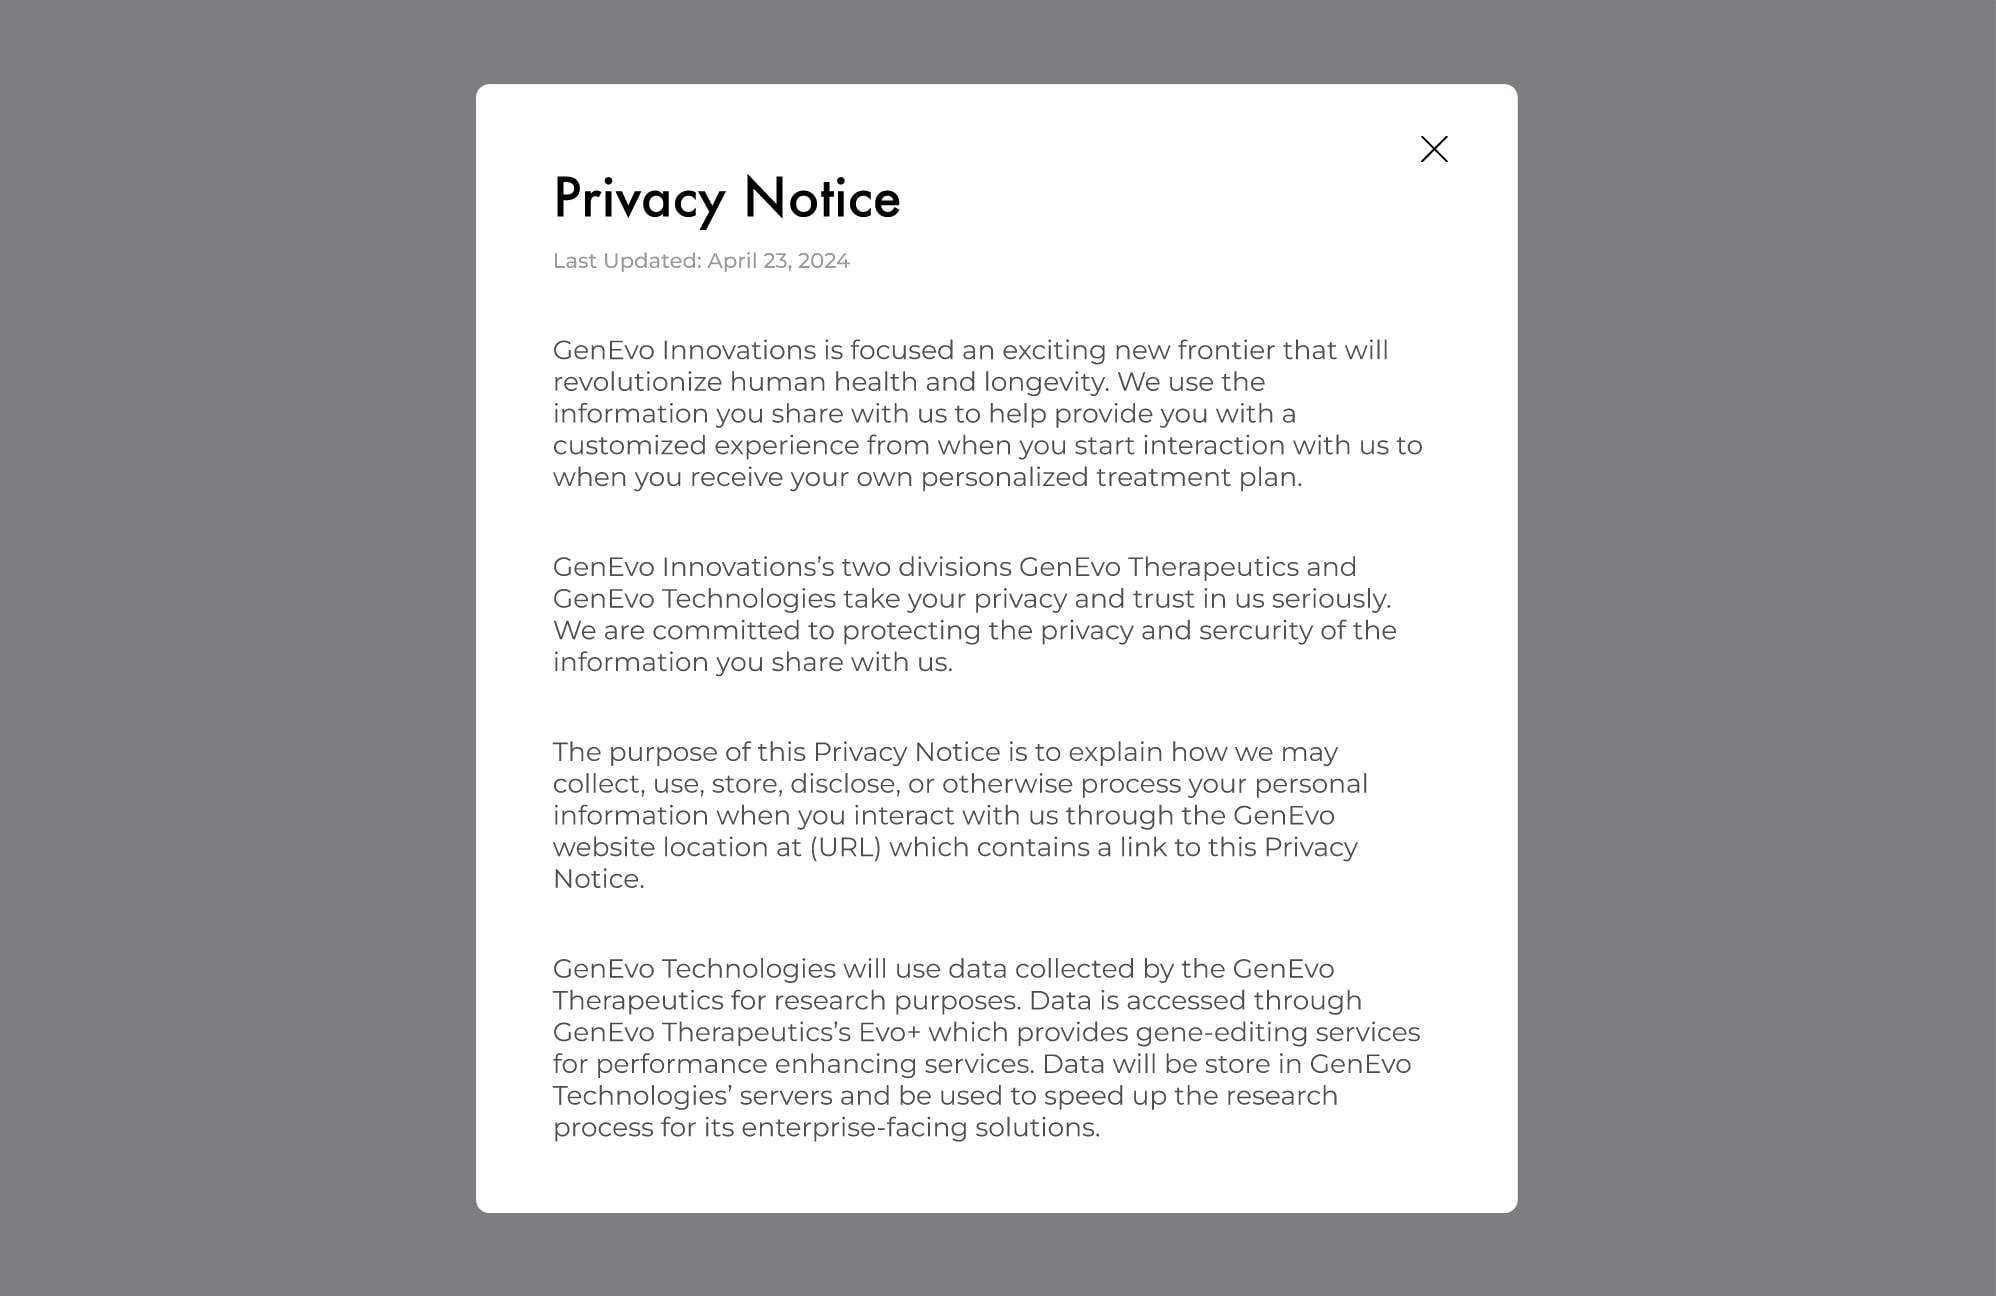 Privacy Notice
Last Updated: April 23, 2024
GenEvo Innovations is focused an exciting new frontier that will
revolutionize human health and longevity. We use the
information you share with us to help provide you with a
customized experience from when you start interaction with us to
when you receive your own personalized treatment plan.
GenEvo Innovations’s two divisions GenEvo Therapeutics and
GenEvo Technologies take your privacy and trust in us seriously.
We are committed to protecting the privacy and sercurity of the
information you share with us.
The purpose of this Privacy Notice is to explain how we may
collect, use, store, disclose, or otherwise process your personal
information when you interact with us through the GenEvo
website location at (URL) which contains a link to this Privacy
Notice.
GenEvo Technologies will use data collected by the GenEvo
Therapeutics for research purposes. Data is accessed through
GenEvo Therapeutics’s Evo+ which provides gene-editing services
for performance enhancing services. Data will be store in GenEvo
Technologies’ servers and be used to speed up the research
process for its enterprise-facing solutions.